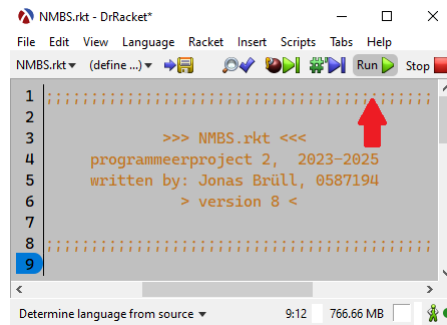 NMBS.rkt - DrRacket*
File Edit View Language Racket Insert Scripts Tabs Help
NMBS.rkt (define ...) Run Stop
1 ;;;;;;;;;;;;;;;;;;;;;;;;;;;;;;;;;;;;;;;;;;
2
3 >>> NMBS.rkt <<<
4 programmeerproject 2, 2023-2025
5 written by: Jonas Brüll, 0587194
6 > version 8 <
7
8 ;;;;;;;;;;;;;;;;;;;;;;;;;;;;;;;;;;;;;;;;;;
9
Determine language from source 9:12 766.66 MB